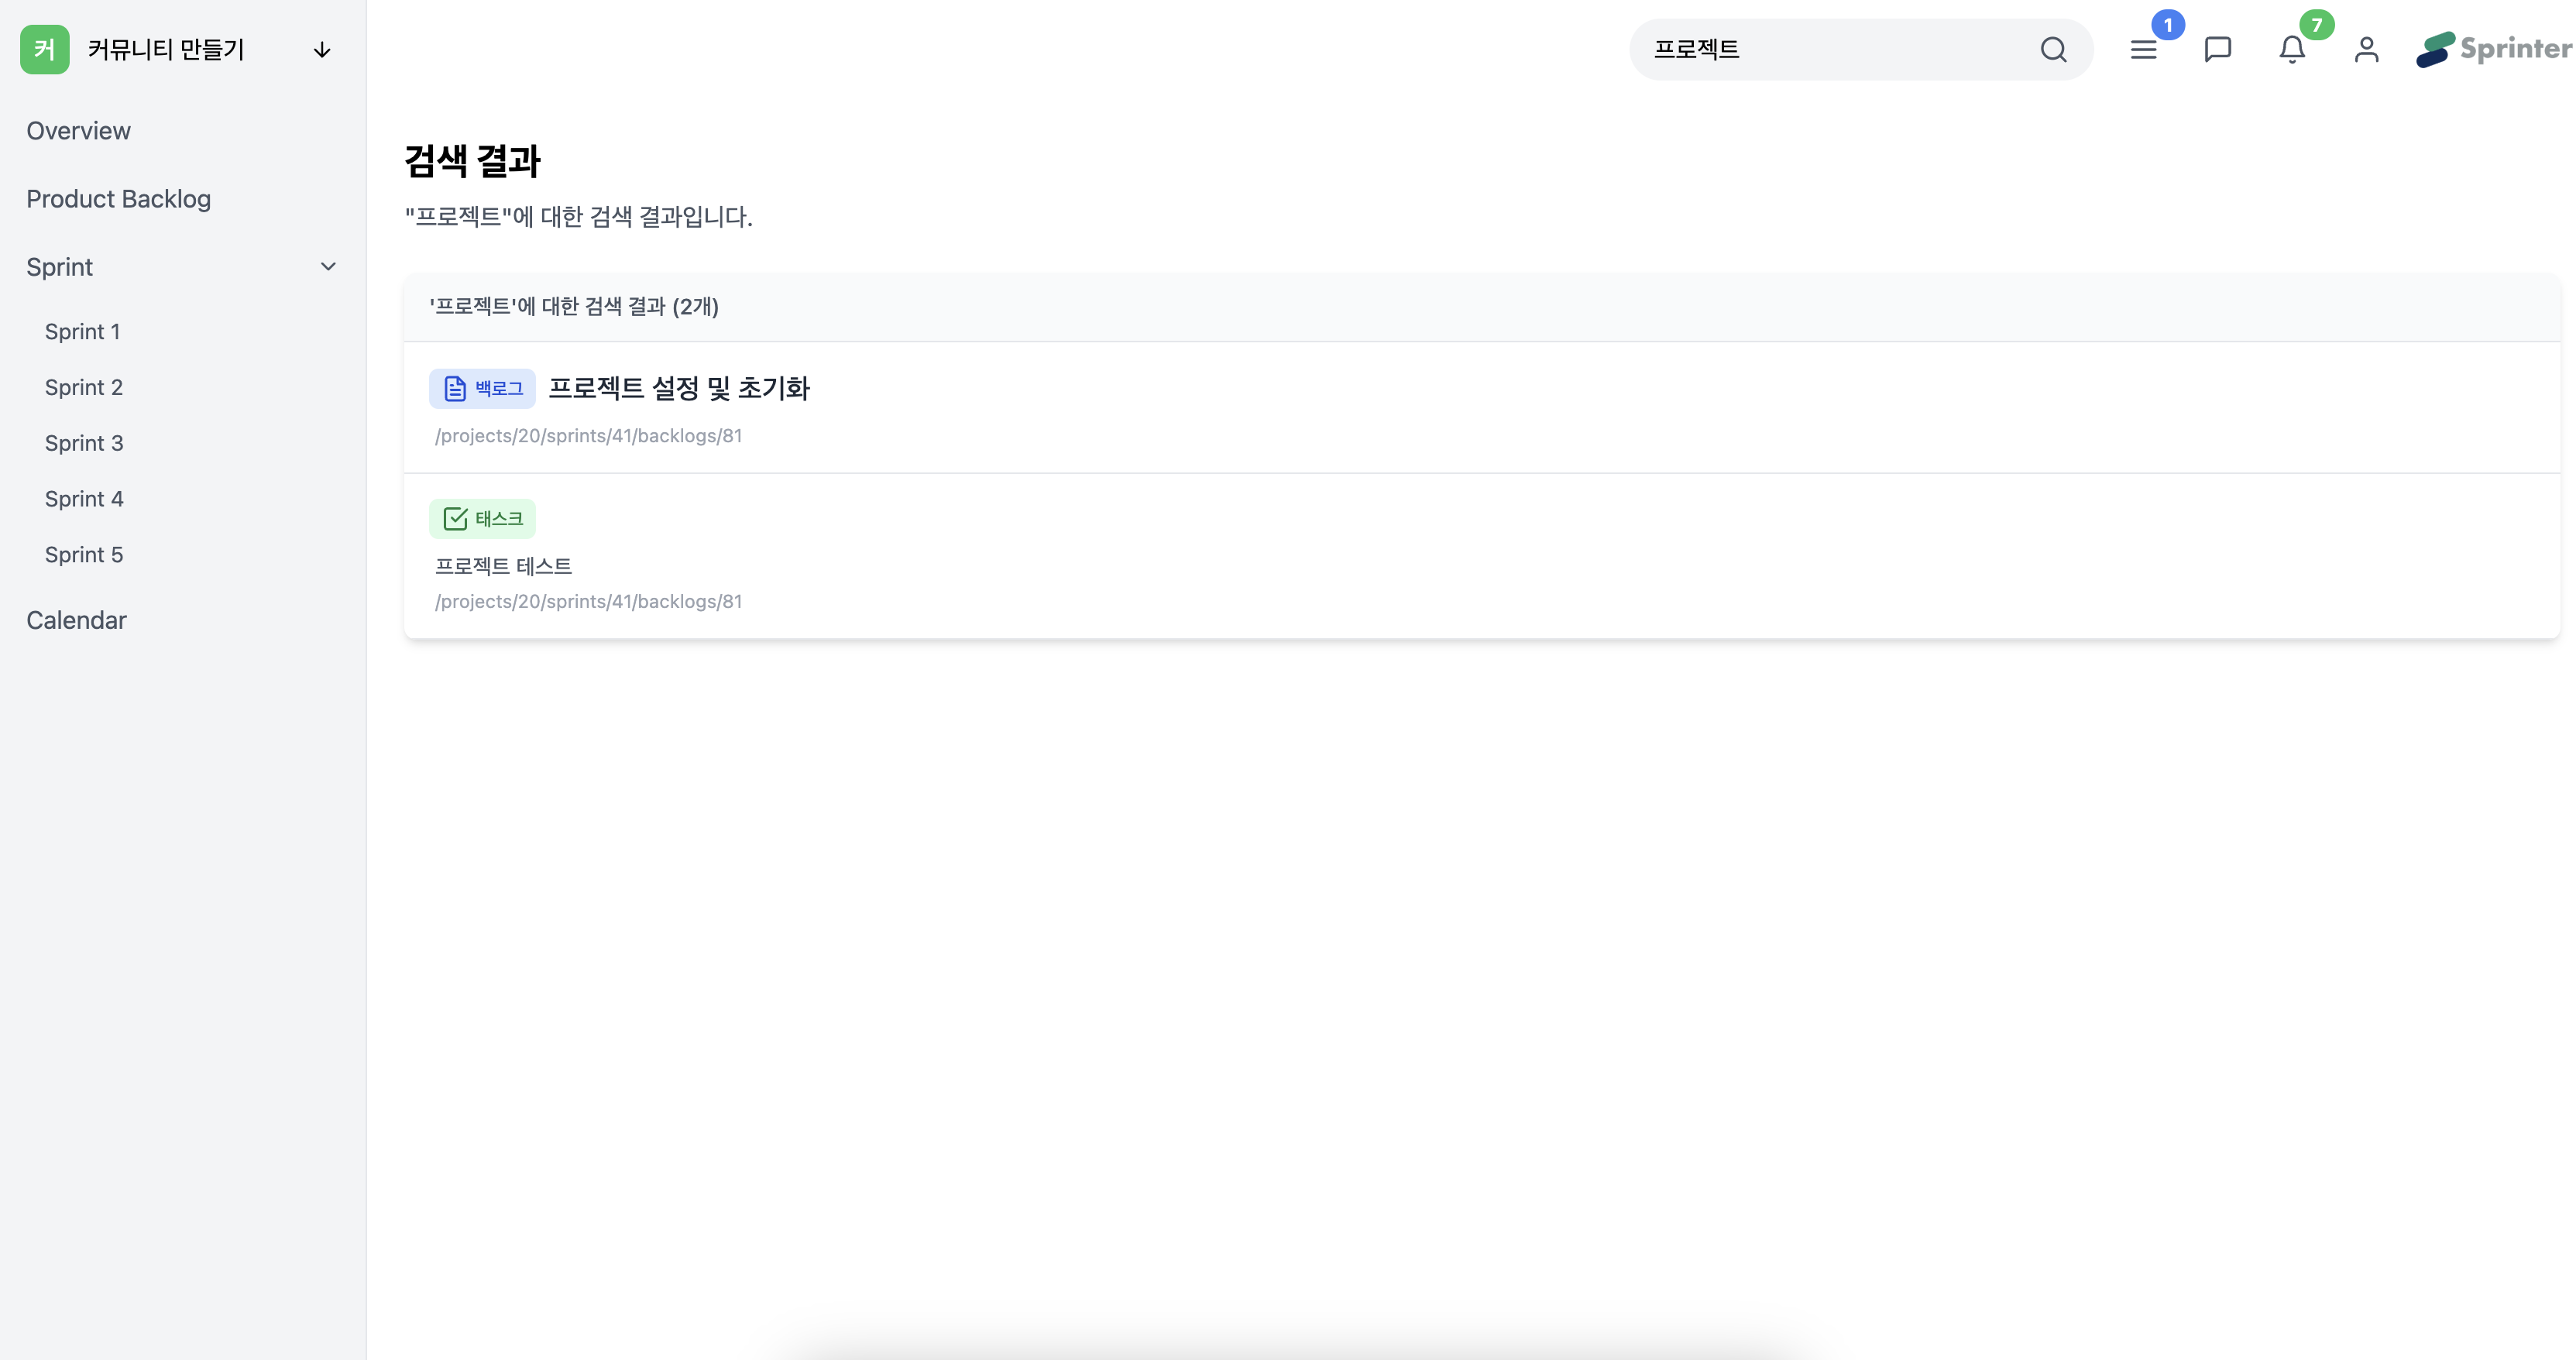 커 커뮤니티 만들기
프로젝트
1
7
Sprinter
Overview
Product Backlog
Sprint
Sprint 1
Sprint 2
Sprint 3
Sprint 4
Sprint 5
Calendar
검색 결과
"프로젝트"에 대한 검색 결과입니다.
'프로젝트'에 대한 검색 결과 (2개)
백로그 프로젝트 설정 및 초기화
/projects/20/sprints/41/backlogs/81
태스크
프로젝트 테스트
/projects/20/sprints/41/backlogs/81